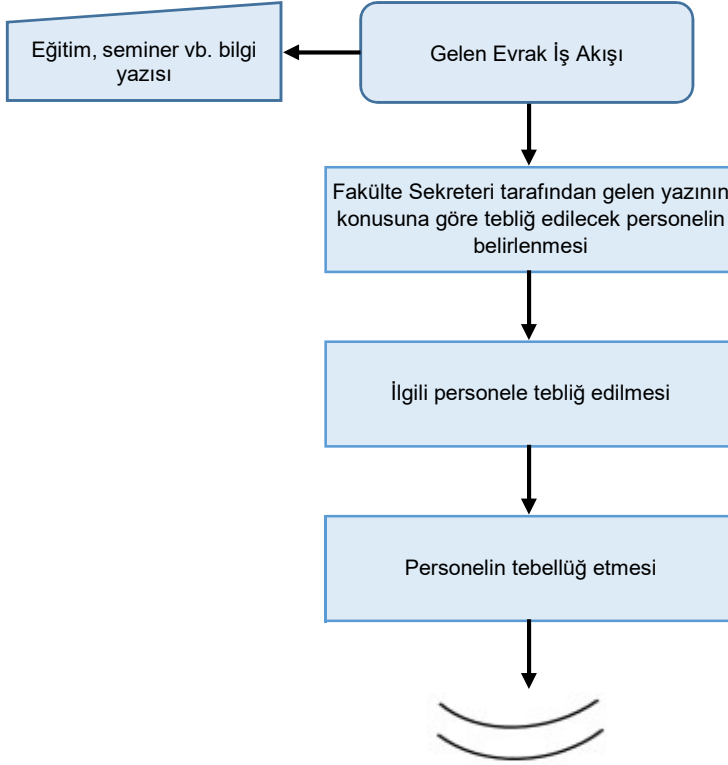 Eğitim, seminer vb. bilgi
yazısı
Gelen Evrak İş Akışı
Fakülte Sekreteri tarafından gelen yazının
konusuna göre tebliğ edilecek personelin
belirlenmesi
İlgili personele tebliğ edilmesi
Personelin tebellüğ etmesi